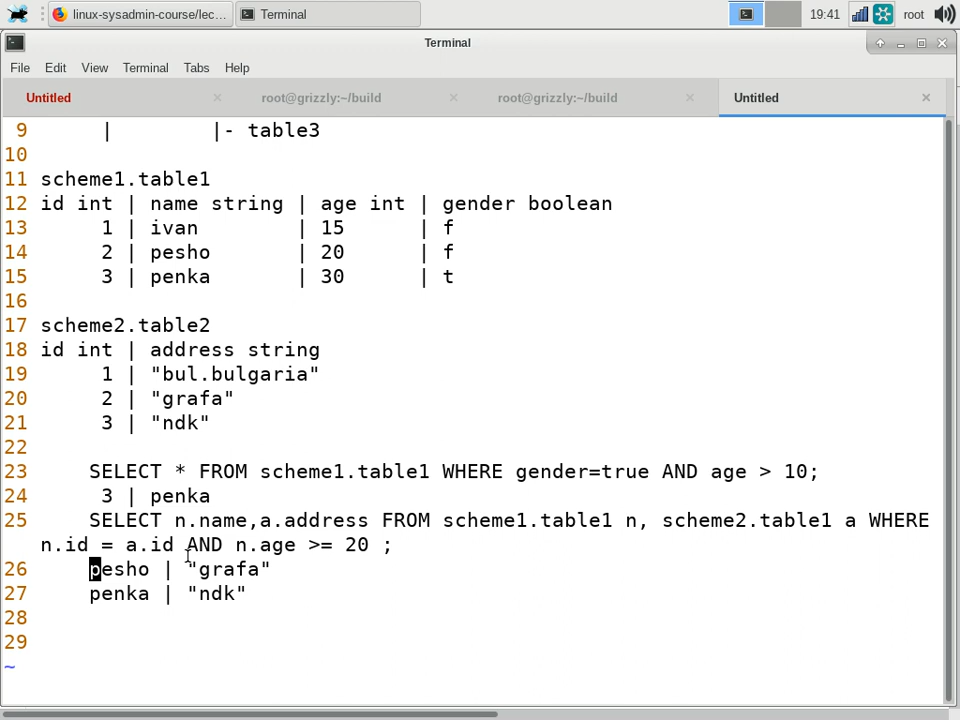 linux-sysadmin-course/lec...
Terminal
19:41
root
Terminal
File Edit View Terminal Tabs Help
Untitled
root@grizzly:~/build
root@grizzly:~/build
Untitled
9 | |- table3
10
11 scheme1.table1
12 id int | name string | age int | gender boolean
13 1 | ivan | 15 | f
14 2 | pesho | 20 | f
15 3 | penka | 30 | t
16
17 scheme2.table2
18 id int | address string
19 1 | "bul.bulgaria"
20 2 | "grafa"
21 3 | "ndk"
22
23 SELECT * FROM scheme1.table1 WHERE gender=true AND age > 10;
24 3 | penka
25 SELECT n.name,a.address FROM scheme1.table1 n, scheme2.table1 a WHERE
n.id = a.id AND n.age >= 20 ;
26 pesho | "grafa"
27 penka | "ndk"
28
29
~